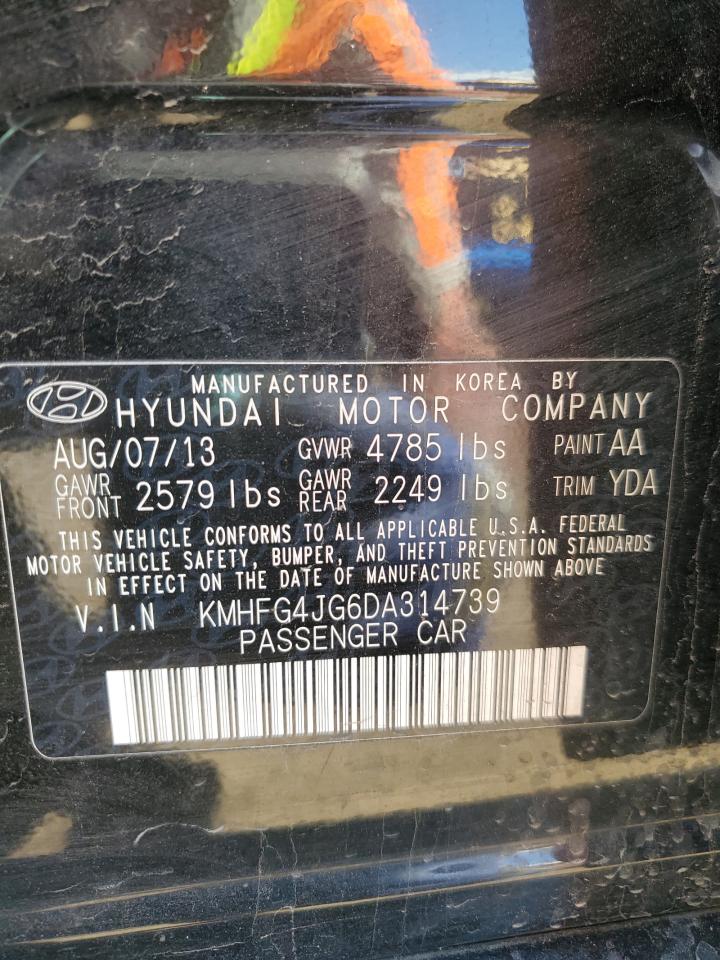 MANUFACTURED IN KOREA BY
HYUNDAI MOTOR COMPANY
AUG/07/13 GVWR 4785 lbs PAINT AA
GAWR FRONT 2579 lbs GAWR REAR 2249 lbs TRIM YDA
THIS VEHICLE CONFORMS TO ALL APPLICABLE U.S.A. FEDERAL
MOTOR VEHICLE SAFETY, BUMPER, AND THEFT PREVENTION STANDARDS
IN EFFECT ON THE DATE OF MANUFACTURE SHOWN ABOVE
V.I.N KMHFG4JG6DA314739
PASSENGER CAR